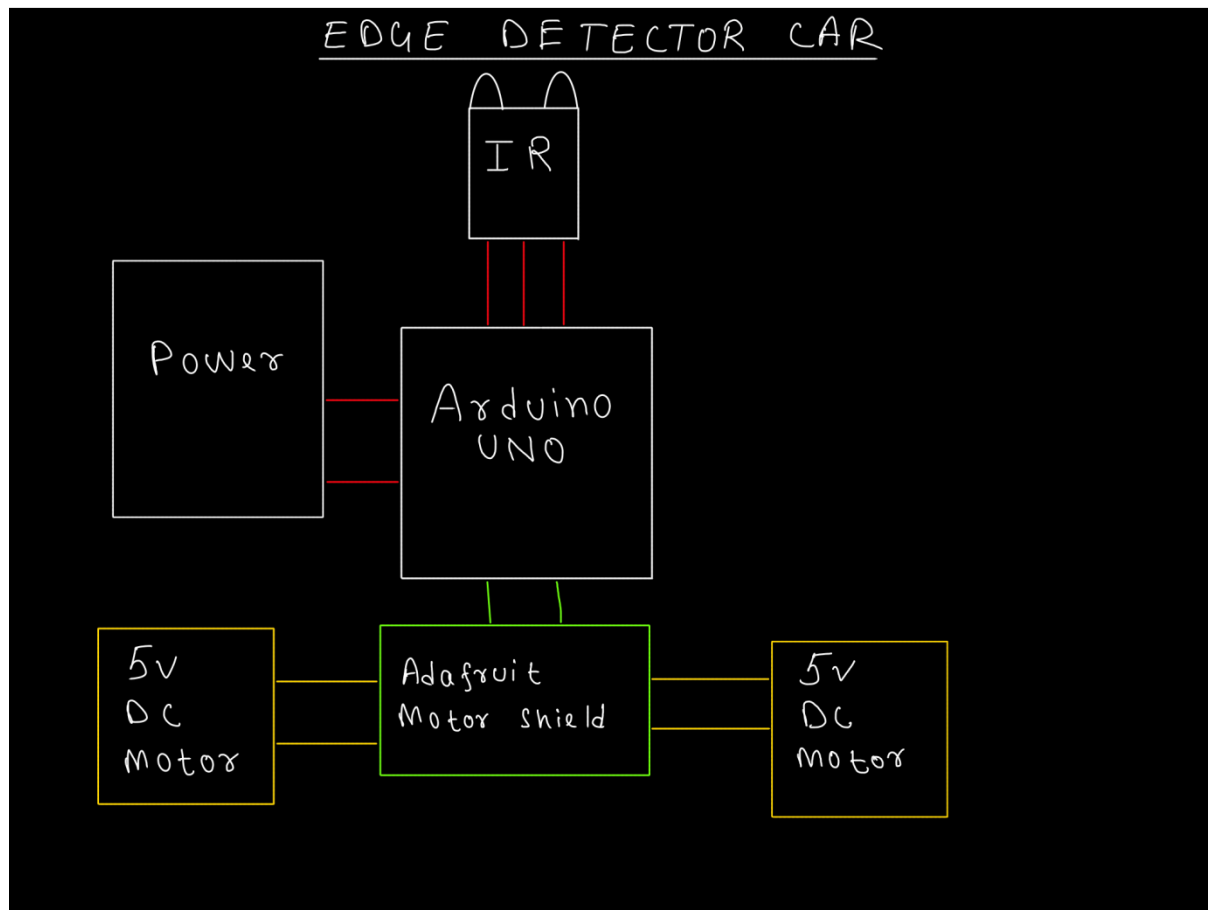 EDGE DETECTOR CAR
IR
Power
Arduino
UNO
5v
DC
Motor
Adafruit
Motor Shield
5v
DC
Motor